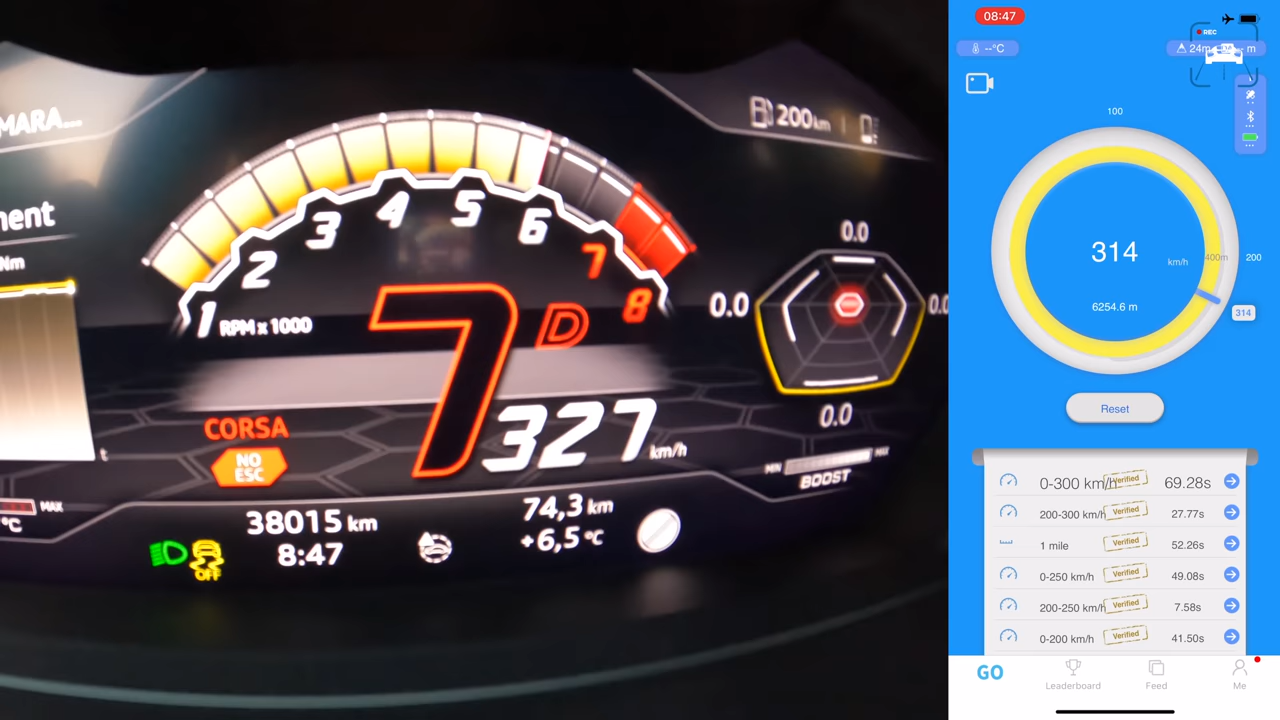 MARA...
200 km
ment
Nm
1 2 3 4 5 6 7 8
RPM x 1000
7 D
327 km/h
0.0
0.0
0.0
0.0
CORSA
NO
ESC
t
MAX
°C
MIN
MAX
BOOST
38015 km
8:47
74,3 km
+6,5 °C
OFF
08:47
REC
--°C
24m
m
100
314
km/h
400m
200
6254.6 m
314
Reset
0-300 km/h Verified 69.28s
200-300 km/h Verified 27.77s
1 mile Verified 52.26s
0-250 km/h Verified 49.08s
200-250 km/h Verified 7.58s
0-200 km/h Verified 41.50s
GO
Leaderboard
Feed
Me